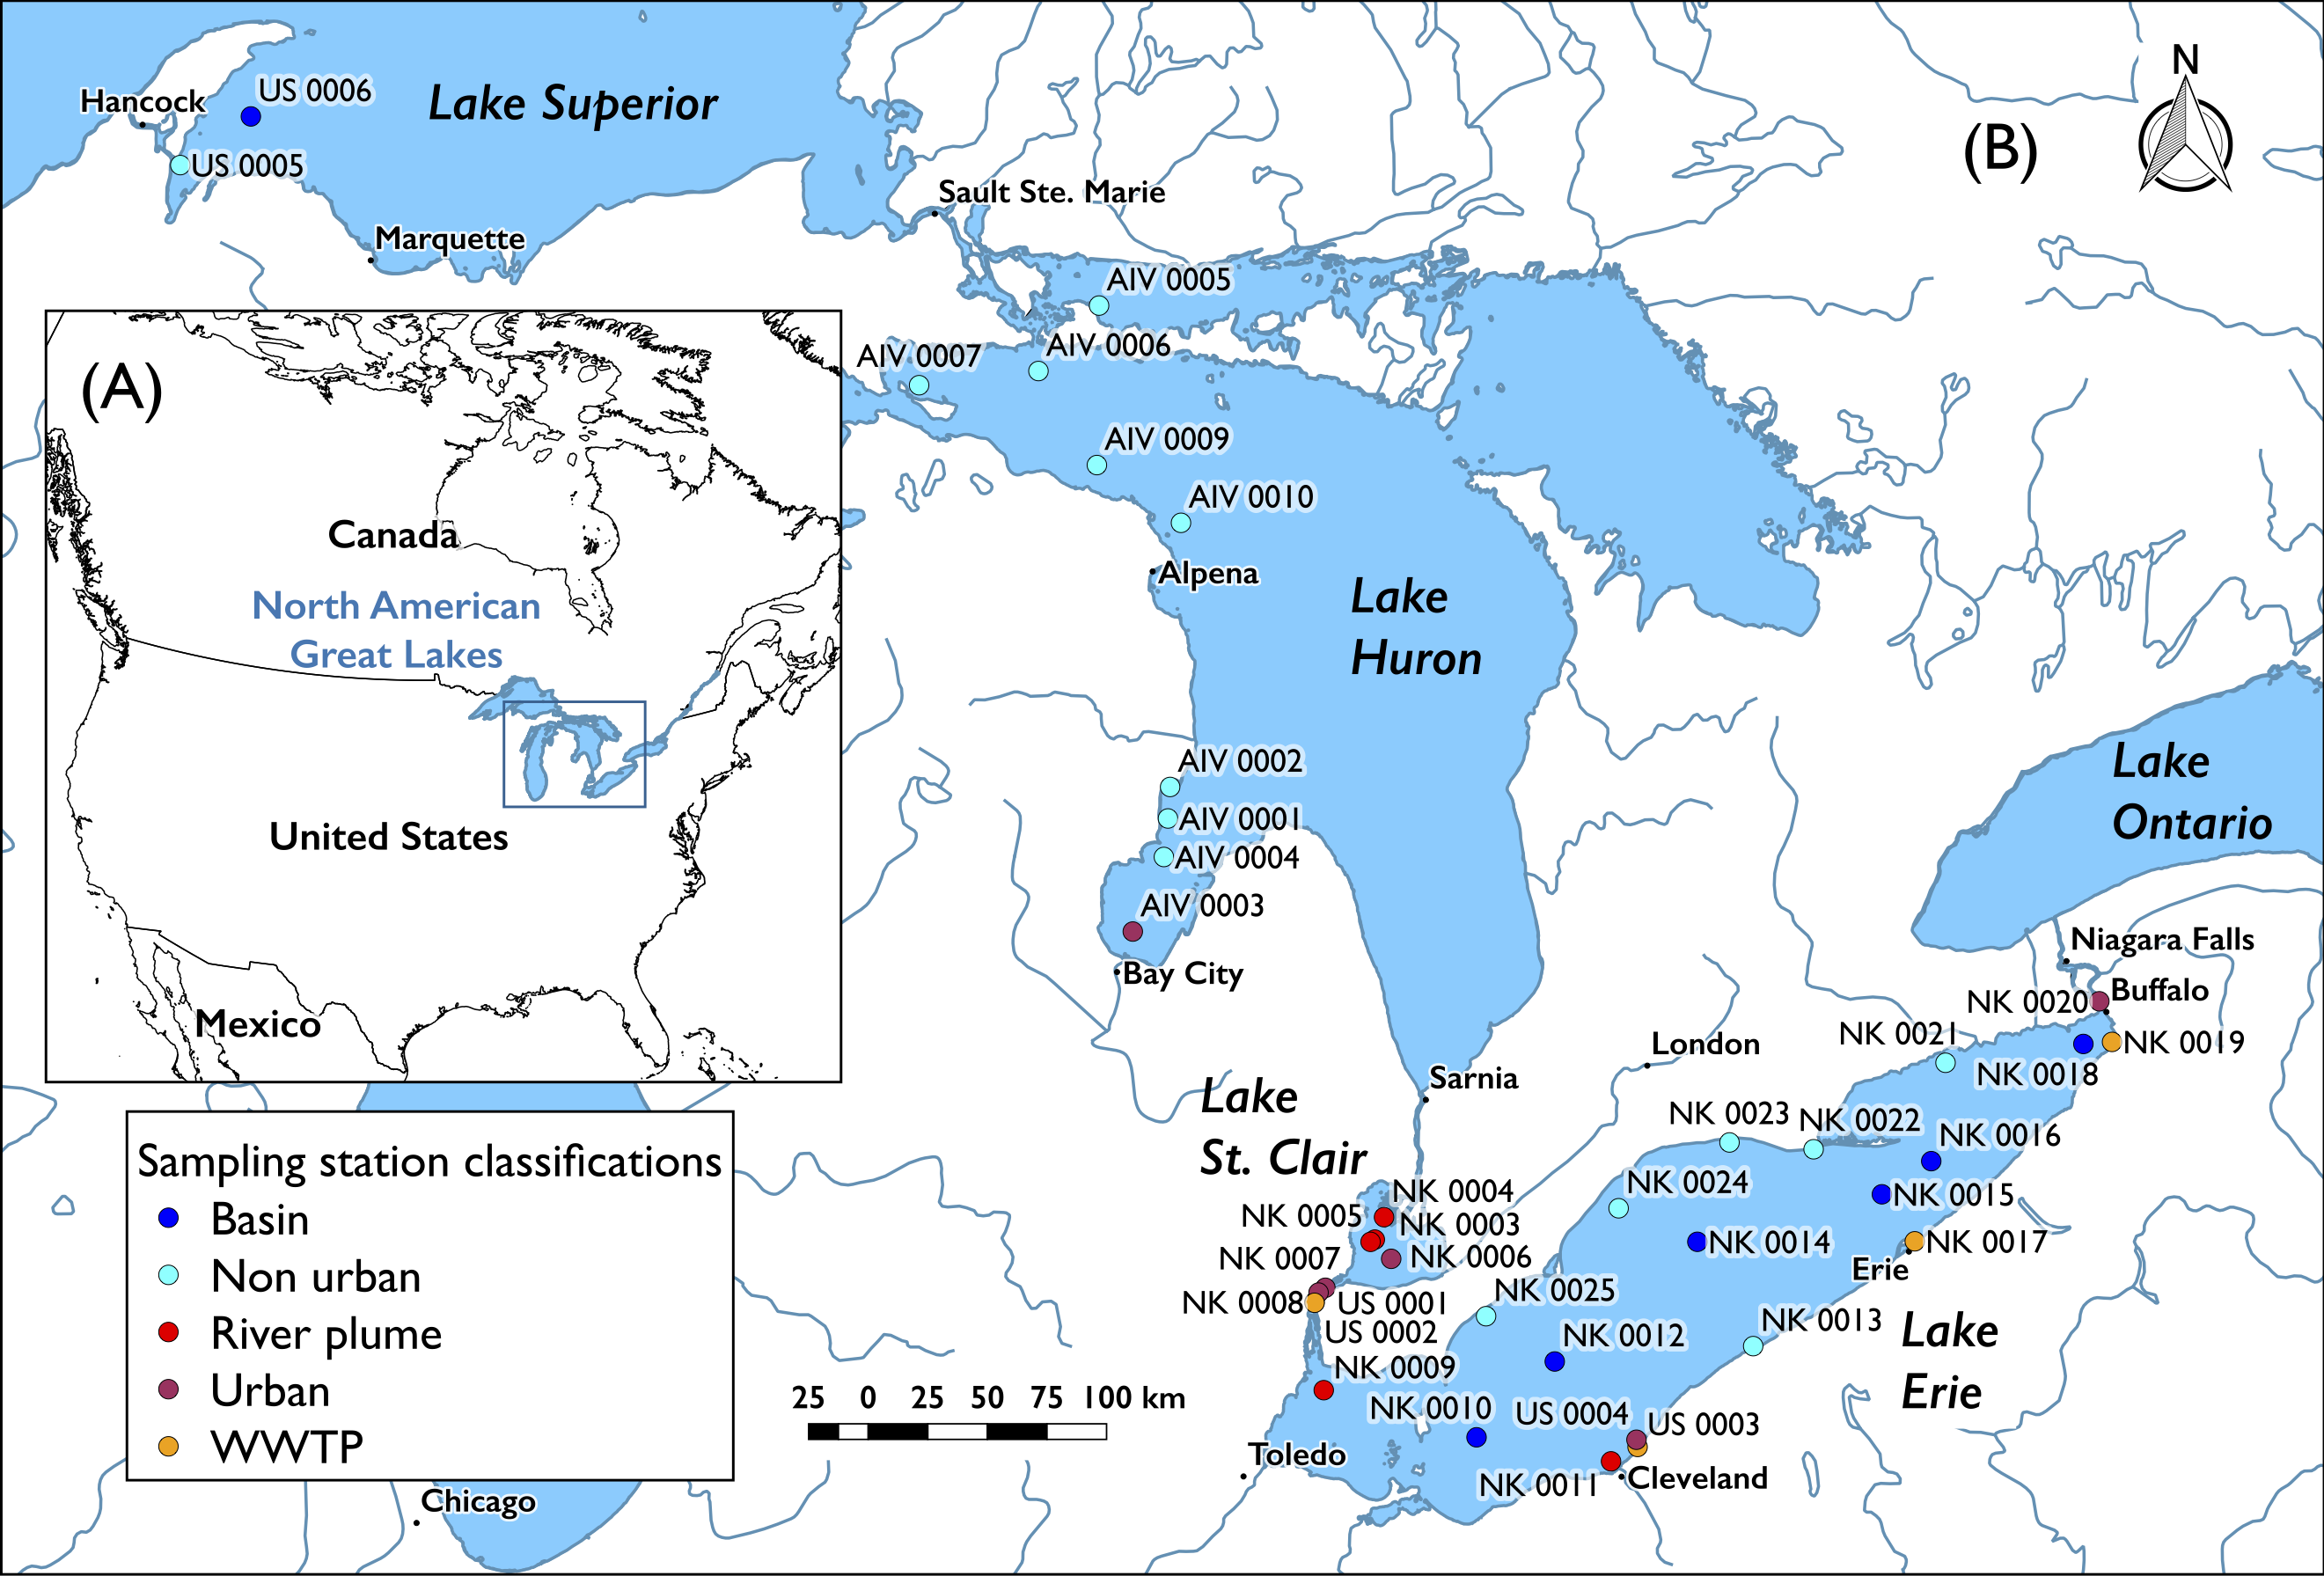 N
(B)
Hancock
US 0006
Lake Superior
US 0005
Sault Ste. Marie
Marquette
AIV 0005
AIV 0006
AIV 0007
AIV 0009
AIV 0010
Alpena
Lake
Huron
(A)
Canada
North American
Great Lakes
United States
Mexico
AIV 0002
AIV 0001
AIV 0004
AIV 0003
Bay City
Lake
Ontario
Niagara Falls
Buffalo
NK 0020
NK 0021
NK 0019
NK 0018
London
Sarnia
Lake
St. Clair
NK 0023
NK 0022
NK 0016
NK 0024
NK 0015
NK 0004
NK 0005
NK 0003
NK 0014
NK 0017
NK 0007
NK 0006
Erie
NK 0025
NK 0008
US 0001
US 0002
NK 0013
NK 0012
Lake
Erie
NK 0009
NK 0010
US 0004
US 0003
Toledo
NK 0011
Cleveland
Sampling station classifications
Basin
Non urban
River plume
Urban
WWTP
25 0 25 50 75 100 km
Chicago